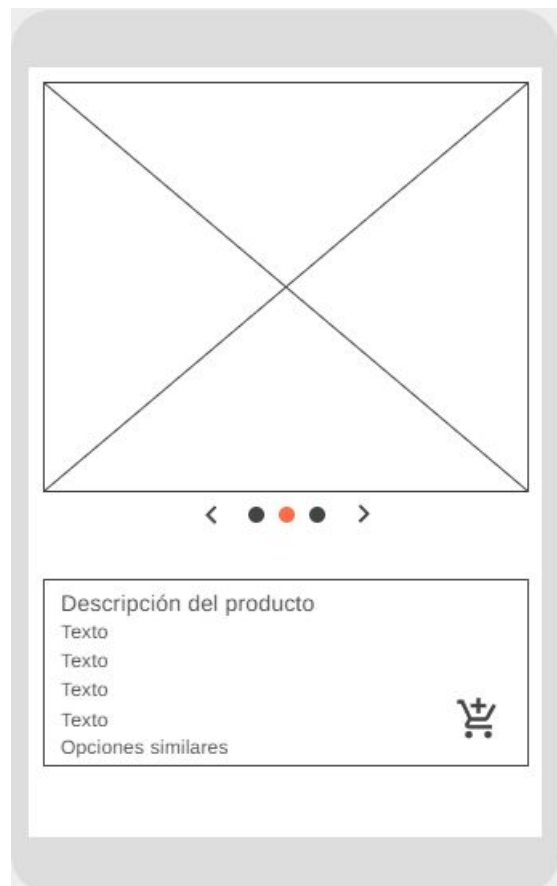 Descripción del producto
Texto
Texto
Texto
Texto
Opciones similares